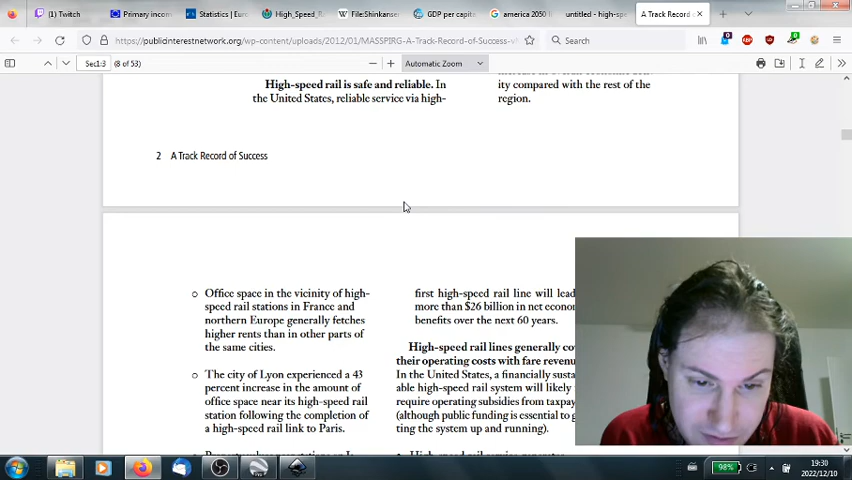 Twitch
Primary incom
Statistics | Euro
High_Speed_R
File:Shinkanser
GDP per capita
america 2050 l
untitled - high-spe
A Track Record o
https://publicinterestnetwork.org/wp-content/uploads/2012/01/MASSPIRG-A-Track-Record-of-Success-v
Search
Sec1:3
(8 of 53)
Automatic Zoom
High-speed rail is safe and reliable. In
the United States, reliable service via high-
ity compared with the rest of the
region.
2 A Track Record of Success
o Office space in the vicinity of high-
speed rail stations in France and
northern Europe generally fetches
higher rents than in other parts of
the same cities.
o The city of Lyon experienced a 43
percent increase in the amount of
office space near its high-speed rail
station following the completion of
a high-speed rail link to Paris.
first high-speed rail line will lead
more than $26 billion in net econo
benefits over the next 60 years.
High-speed rail lines generally co
their operating costs with fare revenu
In the United States, a financially susta
able high-speed rail system will likely
require operating subsidies from taxpay
(although public funding is essential to g
ting the system up and running).
98%
19:30
2022/12/10